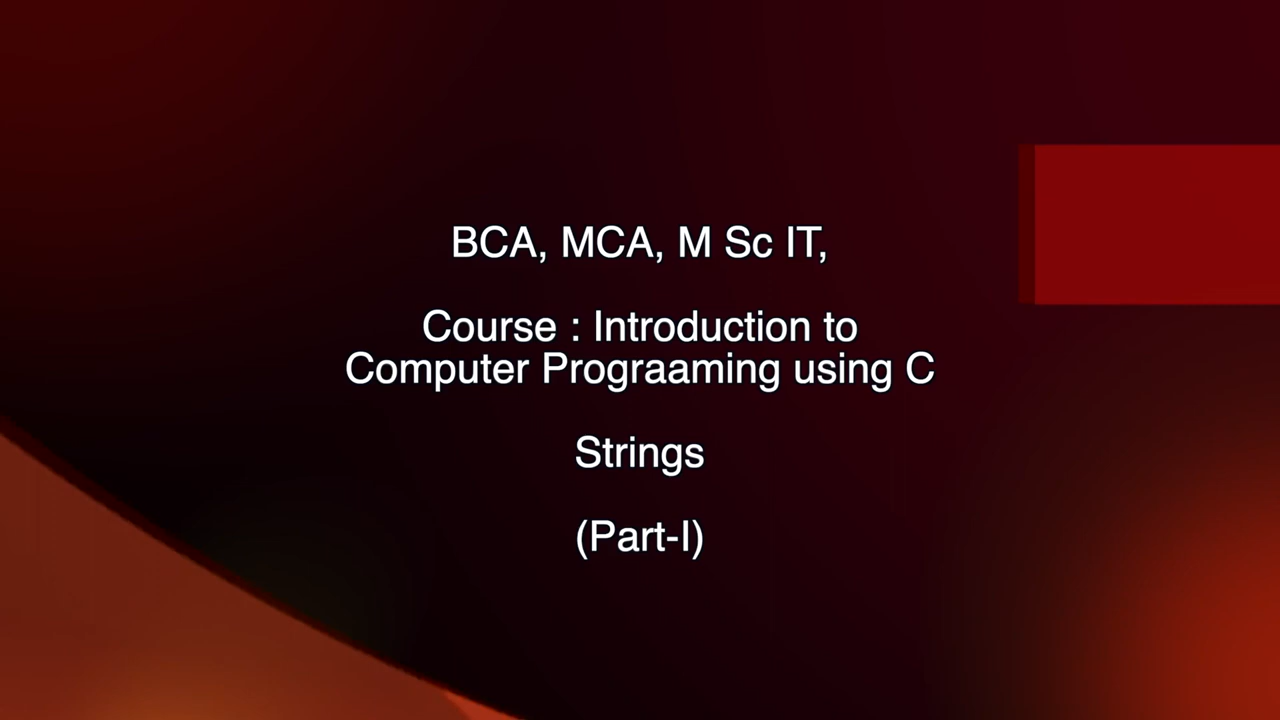 BCA, MCA, M Sc IT,
Course : Introduction to
Computer Prograaming using C
Strings
(Part-I)